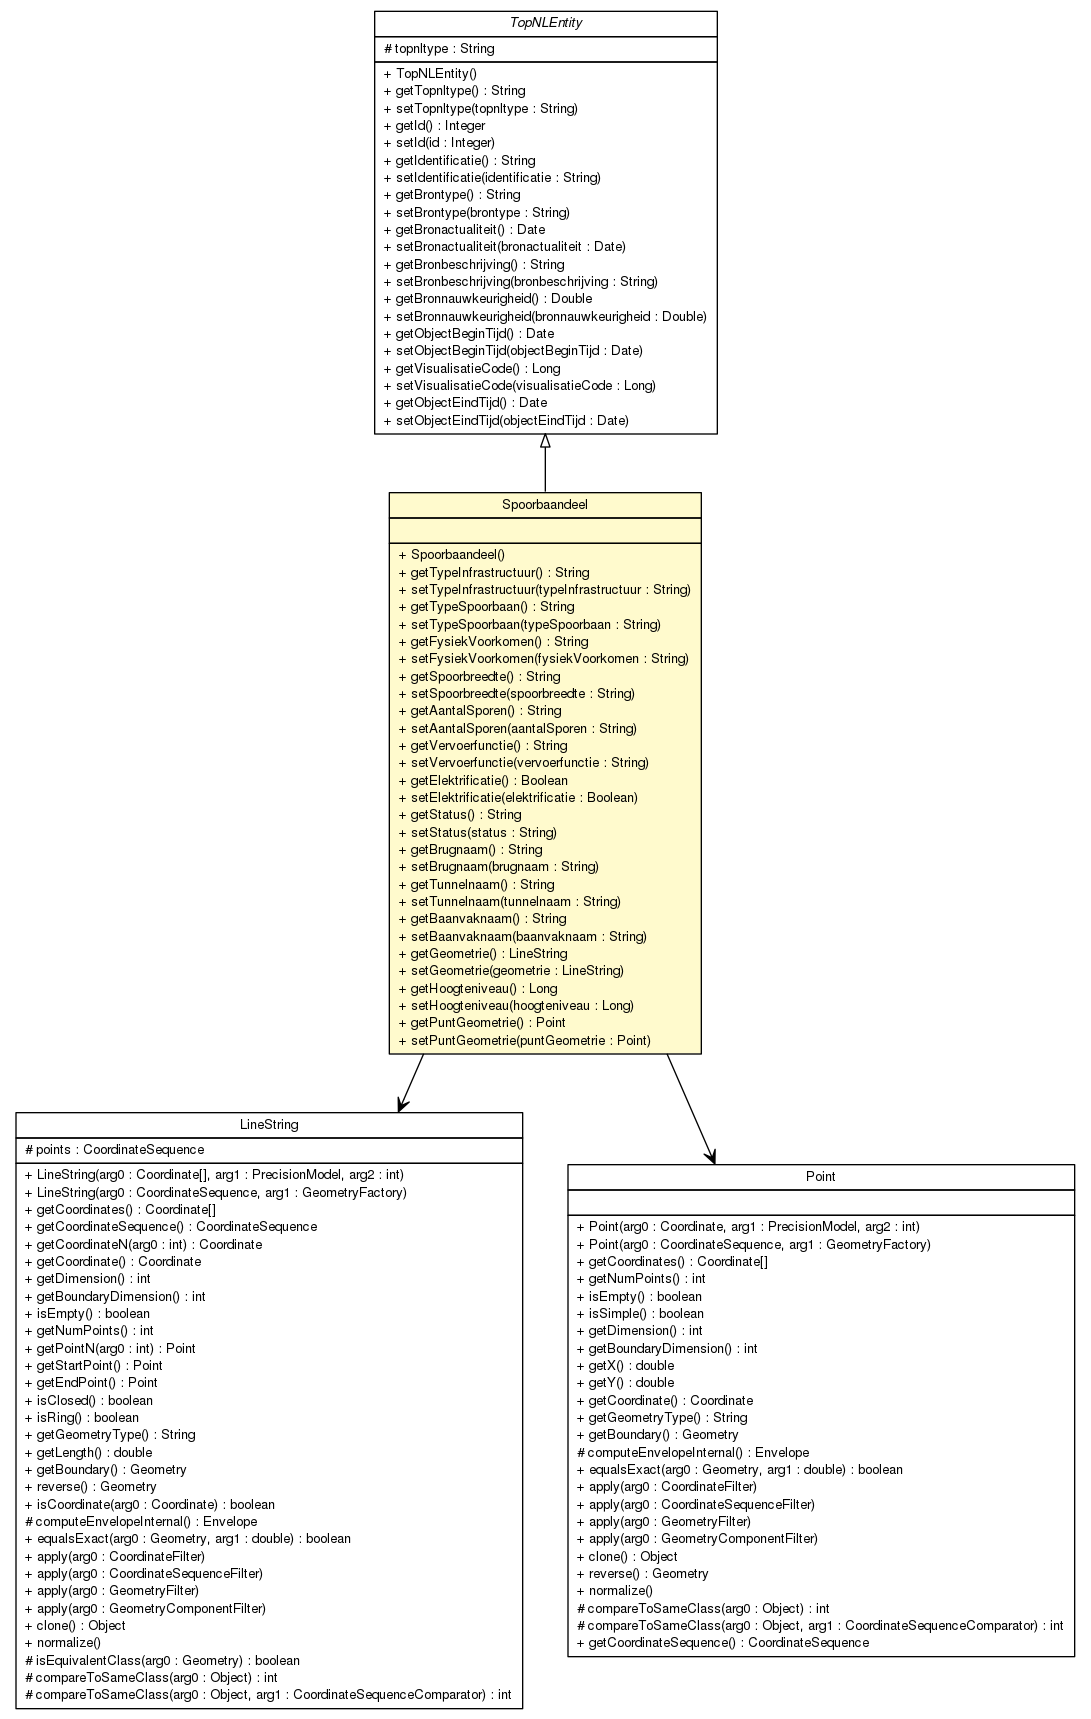 TopNLEntity
# topnltype : String
+ TopNLEntity()
+ getTopnltype() : String
+ setTopnltype(topnltype : String)
+ getId() : Integer
+ setId(id : Integer)
+ getIdentificatie() : String
+ setIdentificatie(identificatie : String)
+ getBrontype() : String
+ setBrontype(brontype : String)
+ getBronactualiteit() : Date
+ setBronactualiteit(bronactualiteit : Date)
+ getBronbeschrijving() : String
+ setBronbeschrijving(bronbeschrijving : String)
+ getBronnauwkeurigheid() : Double
+ setBronnauwkeurigheid(bronnauwkeurigheid : Double)
+ getObjectBeginTijd() : Date
+ setObjectBeginTijd(objectBeginTijd : Date)
+ getVisualisatieCode() : Long
+ setVisualisatieCode(visualisatieCode : Long)
+ getObjectEindTijd() : Date
+ setObjectEindTijd(objectEindTijd : Date)
Spoorbaandeel
+ Spoorbaandeel()
+ getTypeInfrastructuur() : String
+ setTypeInfrastructuur(typeInfrastructuur : String)
+ getTypeSpoorbaan() : String
+ setTypeSpoorbaan(typeSpoorbaan : String)
+ getFysiekVoorkomen() : String
+ setFysiekVoorkomen(fysiekVoorkomen : String)
+ getSpoorbreedte() : String
+ setSpoorbreedte(spoorbreedte : String)
+ getAantalSporen() : String
+ setAantalSporen(aantalSporen : String)
+ getVervoerfunctie() : String
+ setVervoerfunctie(vervoerfunctie : String)
+ getElektrificatie() : Boolean
+ setElektrificatie(elektrificatie : Boolean)
+ getStatus() : String
+ setStatus(status : String)
+ getBrugnaam() : String
+ setBrugnaam(brugnaam : String)
+ getTunnelnaam() : String
+ setTunnelnaam(tunnelnaam : String)
+ getBaanvaknaam() : String
+ setBaanvaknaam(baanvaknaam : String)
+ getGeometrie() : LineString
+ setGeometrie(geometrie : LineString)
+ getHoogteniveau() : Long
+ setHoogteniveau(hoogteniveau : Long)
+ getPuntGeometrie() : Point
+ setPuntGeometrie(puntGeometrie : Point)
LineString
# points : CoordinateSequence
+ LineString(arg0 : Coordinate[], arg1 : PrecisionModel, arg2 : int)
+ LineString(arg0 : CoordinateSequence, arg1 : GeometryFactory)
+ getCoordinates() : Coordinate[]
+ getCoordinateSequence() : CoordinateSequence
+ getCoordinateN(arg0 : int) : Coordinate
+ getCoordinate() : Coordinate
+ getDimension() : int
+ getBoundaryDimension() : int
+ isEmpty() : boolean
+ getNumPoints() : int
+ getPointN(arg0 : int) : Point
+ getStartPoint() : Point
+ getEndPoint() : Point
+ isClosed() : boolean
+ isRing() : boolean
+ getGeometryType() : String
+ getLength() : double
+ getBoundary() : Geometry
+ reverse() : Geometry
+ isCoordinate(arg0 : Coordinate) : boolean
# computeEnvelopeInternal() : Envelope
+ equalsExact(arg0 : Geometry, arg1 : double) : boolean
+ apply(arg0 : CoordinateFilter)
+ apply(arg0 : CoordinateSequenceFilter)
+ apply(arg0 : GeometryFilter)
+ apply(arg0 : GeometryComponentFilter)
+ clone() : Object
+ normalize()
# isEquivalentClass(arg0 : Geometry) : boolean
# compareToSameClass(arg0 : Object) : int
# compareToSameClass(arg0 : Object, arg1 : CoordinateSequenceComparator) : int
Point
+ Point(arg0 : Coordinate, arg1 : PrecisionModel, arg2 : int)
+ Point(arg0 : CoordinateSequence, arg1 : GeometryFactory)
+ getCoordinates() : Coordinate[]
+ getNumPoints() : int
+ isEmpty() : boolean
+ isSimple() : boolean
+ getDimension() : int
+ getBoundaryDimension() : int
+ getX() : double
+ getY() : double
+ getCoordinate() : Coordinate
+ getGeometryType() : String
+ getBoundary() : Geometry
# computeEnvelopeInternal() : Envelope
+ equalsExact(arg0 : Geometry, arg1 : double) : boolean
+ apply(arg0 : CoordinateFilter)
+ apply(arg0 : CoordinateSequenceFilter)
+ apply(arg0 : GeometryFilter)
+ apply(arg0 : GeometryComponentFilter)
+ clone() : Object
+ reverse() : Geometry
+ normalize()
# compareToSameClass(arg0 : Object) : int
# compareToSameClass(arg0 : Object, arg1 : CoordinateSequenceComparator) : int
+ getCoordinateSequence() : CoordinateSequence